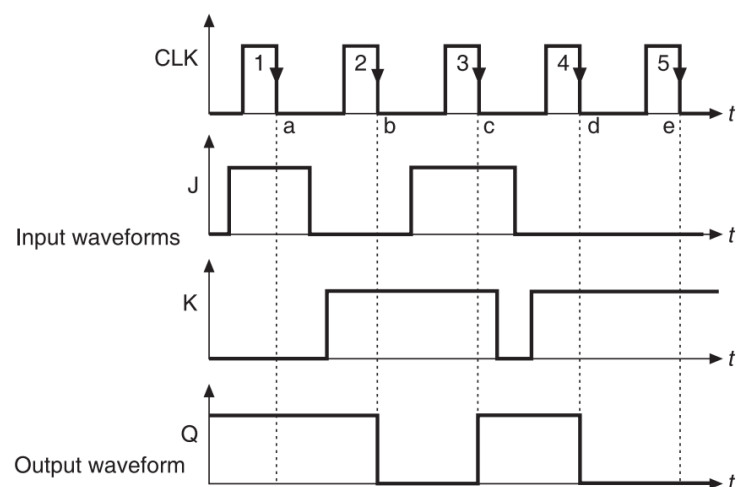 CLK
1 2 3 4 5
t
a b c d e
J
Input waveforms
t
K
t
Q
Output waveform
t